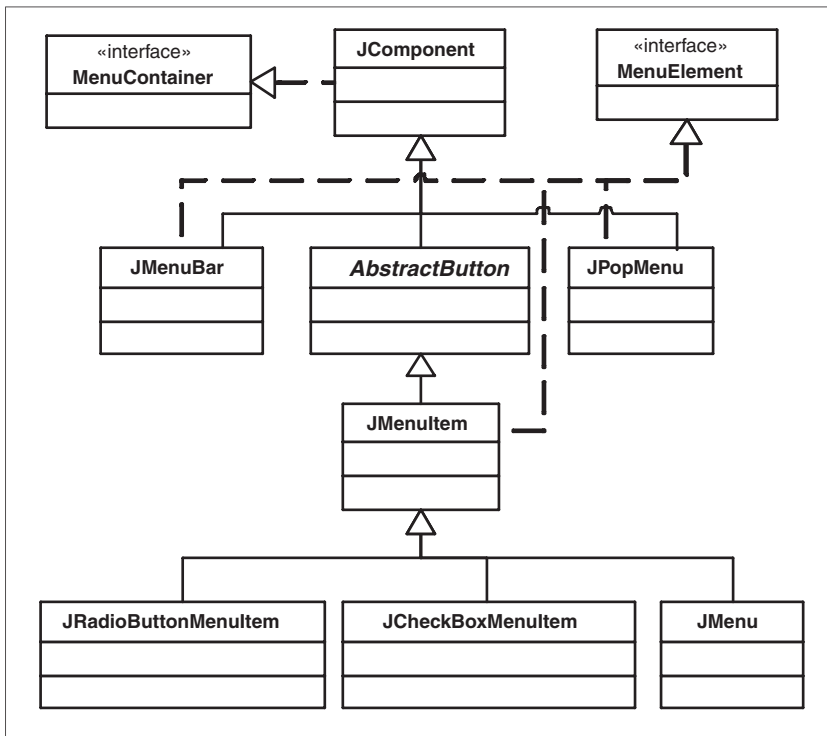 «interface»
MenuContainer
JComponent
«interface»
MenuElement
JMenuBar
AbstractButton
JPopMenu
JMenuItem
JRadioButtonMenuItem
JCheckBoxMenuItem
JMenu